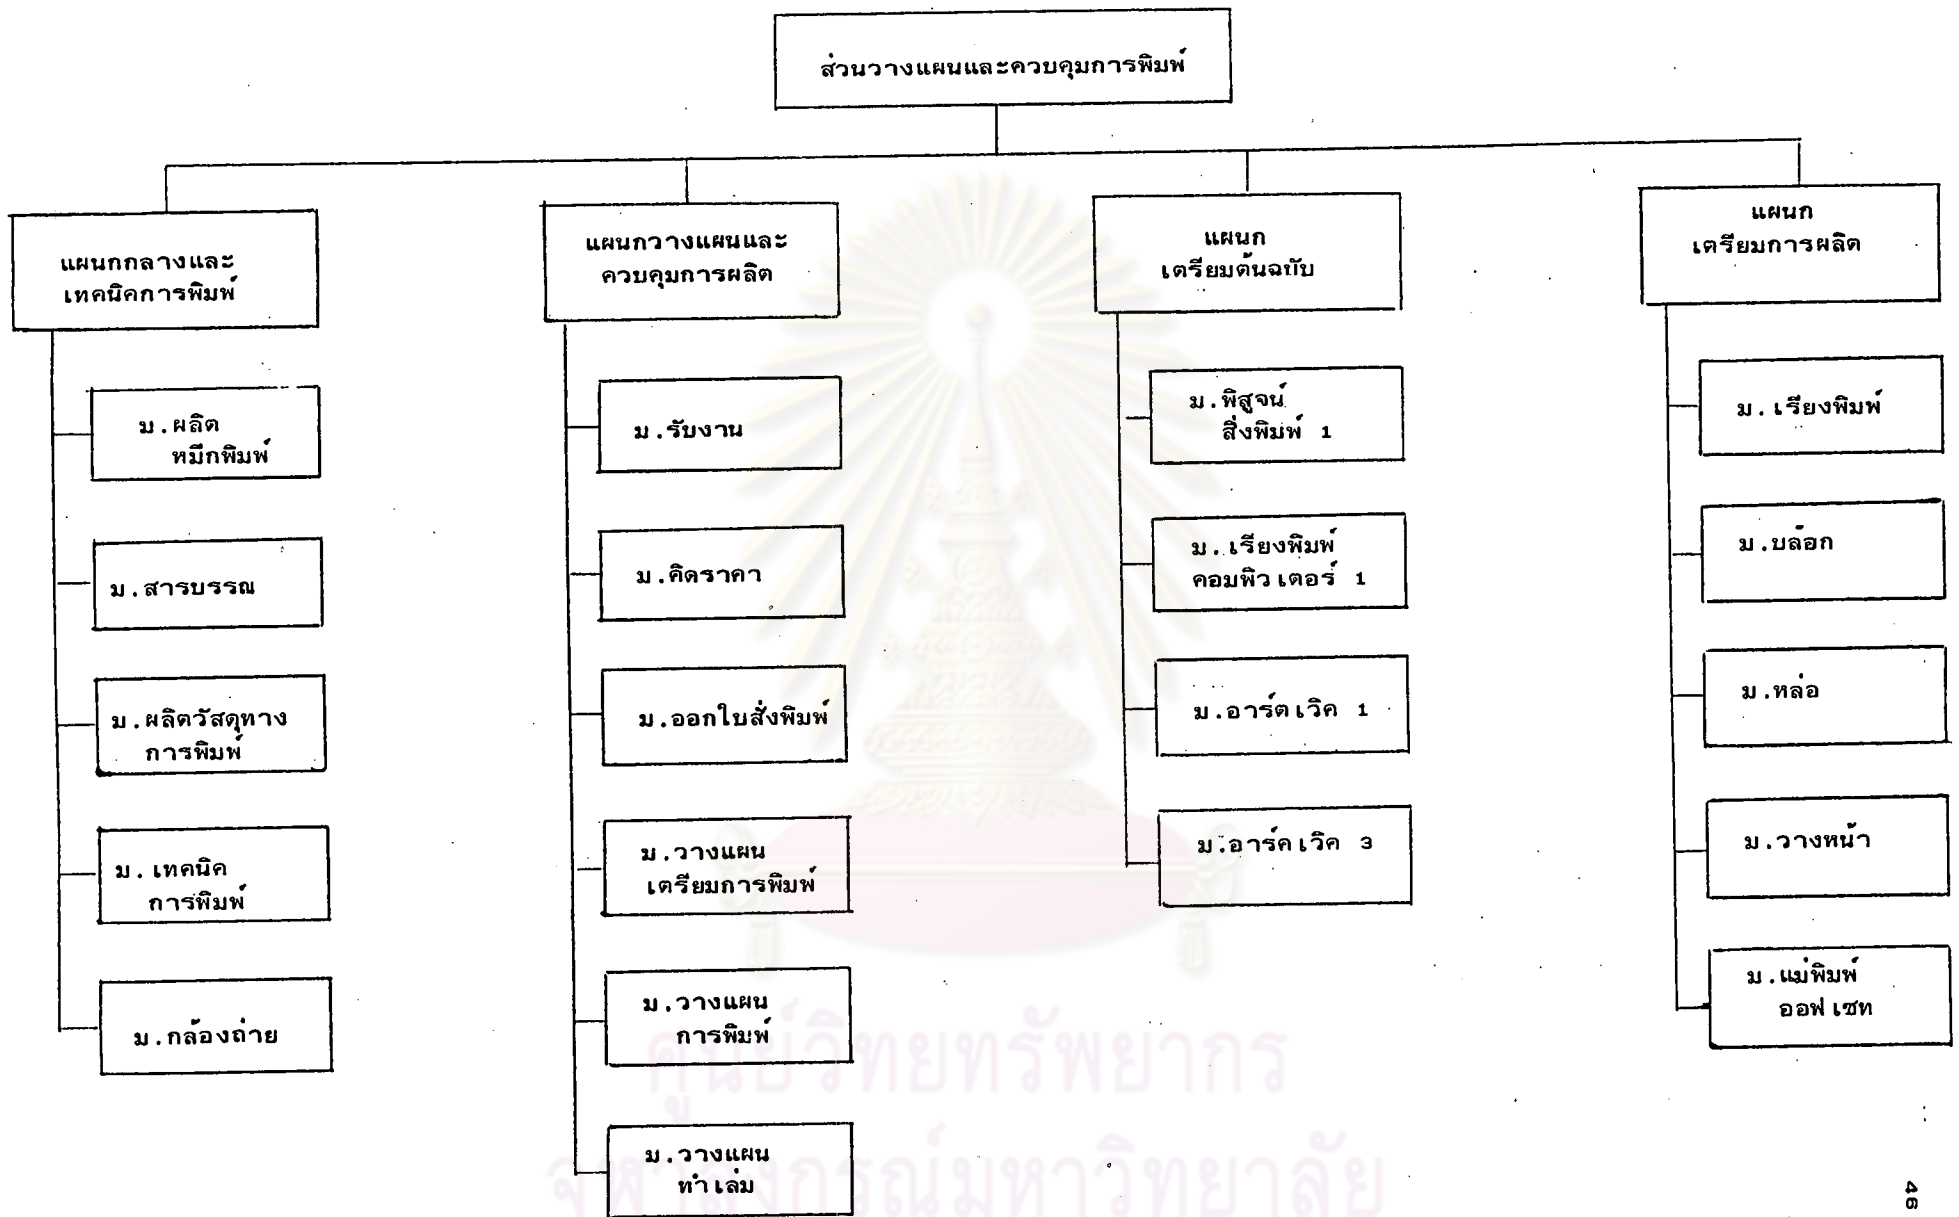 ส่วนวางแผนและควบคุมการพิมพ์
แผนกกลางและ
เทคนิคการพิมพ์
ม.ผลิต
หมึกพิมพ์
ม.สารบรรณ
ม.ผลิตวัสดุทาง
การพิมพ์
ม.เทคนิค
การพิมพ์
ม.กล้องถ่าย
แผนกวางแผนและ
ควบคุมการผลิต
ม.รับงาน
ม.คิดราคา
ม.ออกใบสั่งพิมพ์
ม.วางแผน
เตรียมการพิมพ์
ม.วางแผน
การพิมพ์
ม.วางแผน
ทำเล่ม
แผนก
เตรียมต้นฉบับ
ม.พิสูจน์
สิ่งพิมพ์ 1
ม.เรียงพิมพ์
คอมพิวเตอร์ 1
ม.อาร์ตเวิค 1
ม.อาร์คเวิค 3
แผนก
เตรียมการผลิต
ม.เรียงพิมพ์
ม.บล๊อก
ม.หล่อ
ม.วางหน้า
ม.แม่พิมพ์
ออฟเซท
ศูนย์วิทยทรัพยากร
จุฬาลงกรณ์มหาวิทยาลัย
46